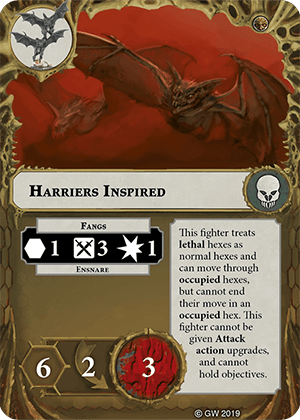 HARRIERS INSPIRED
FANGS
1 3 1
ENSNARE
This fighter treats
lethal hexes as
normal hexes and
can move through
occupied hexes,
but cannot end
their move in an
occupied hex. This
fighter cannot be
given Attack
action upgrades,
and cannot
hold objectives.
6 2 3
© GW 2019